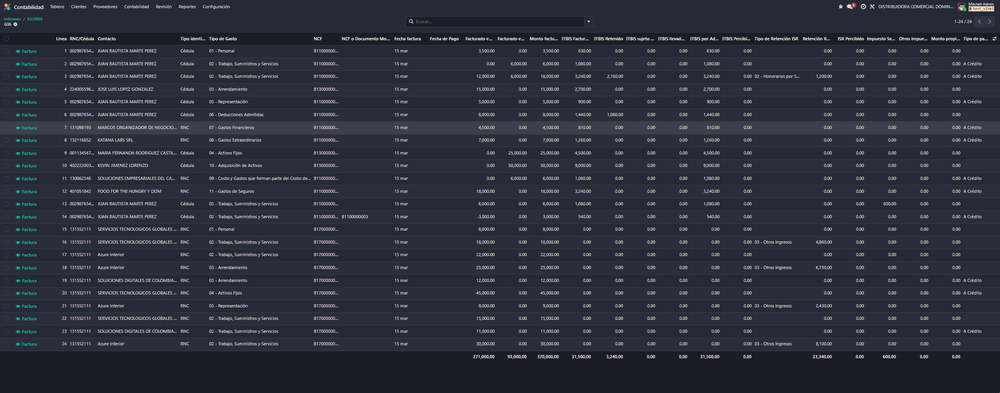 Contabilidad Tablero Clientes Proveedores Contabilidad Revisión Reportes Configuración 9 DISTRIBUIDORA COMERCIAL DOMIN... Mitchell Admin
test_v19e3
Informes / 03/2026
606
Buscar...
1-24 / 24
Línea RNC/Cédula Contacto Tipo identi... Tipo de Gasto NCF NCF o Documento Mo... Fecha factura Fecha de Pago Facturado e... Facturado e... Monto factu... ITBIS Factur... ITBIS Retenido ITBIS sujeto ... ITBIS llevad... ITBIS por Ad... ITBIS Percibi... Tipo de Retención ISR Retención R... ISR Percibido Impuesto Se... Otros Impue... Monto propi... Tipo de pa...
Factura 1 002987654... JUAN BAUTISTA MARTE PEREZ Cédula 01 - Personal B11000000... 15 mar 3,500.00 0.00 3,500.00 630.00 0.00 0.00 0.00 630.00 0.00 0.00 0.00 0.00 0.00 0.00
Factura 2 002987654... JUAN BAUTISTA MARTE PEREZ Cédula 02 - Trabajo, Suministros y Servicios B11000000... 15 mar 0.00 6,000.00 6,000.00 1,080.00 0.00 0.00 0.00 1,080.00 0.00 0.00 0.00 0.00 0.00 0.00 A Crédito
Factura 3 002987654... JUAN BAUTISTA MARTE PEREZ Cédula 02 - Trabajo, Suministros y Servicios B11000000... 15 mar 12,000.00 6,000.00 18,000.00 3,240.00 2,160.00 0.00 0.00 3,240.00 0.00 02 - Honorarios por S... 1,200.00 0.00 0.00 0.00 0.00 A Crédito
Factura 4 224005596... JOSE LUIS LOPEZ GONZALEZ Cédula 03 - Arrendamiento B13000000... 15 mar 15,000.00 0.00 15,000.00 2,700.00 0.00 0.00 0.00 2,700.00 0.00 0.00 0.00 0.00 0.00 0.00
Factura 5 002987654... JUAN BAUTISTA MARTE PEREZ Cédula 05 - Representación B11000000... 15 mar 5,000.00 0.00 5,000.00 900.00 0.00 0.00 0.00 900.00 0.00 0.00 0.00 0.00 0.00 0.00 A Crédito
Factura 6 002987654... JUAN BAUTISTA MARTE PEREZ Cédula 06 - Deducciones Admitidas B11000000... 15 mar 8,000.00 0.00 8,000.00 1,440.00 1,080.00 0.00 0.00 1,440.00 0.00 0.00 0.00 0.00 0.00 0.00
Factura 7 131098193 MARCOS ORGANIZADOR DE NEGOCIO... RNC 07 - Gastos Financieros B11000000... 15 mar 4,500.00 0.00 4,500.00 810.00 0.00 0.00 0.00 810.00 0.00 0.00 0.00 0.00 0.00 0.00 A Crédito
Factura 8 132116852 KATANA LABS SRL RNC 08 - Gastos Extraordinarios B11000000... 15 mar 7,000.00 0.00 7,000.00 1,260.00 0.00 0.00 0.00 1,260.00 0.00 0.00 0.00 0.00 0.00 0.00 A Crédito
Factura 9 001134567... MARIA FERNANDA RODRIGUEZ CASTIL... Cédula 04 - Activos Fijos B13000000... 15 mar 0.00 25,000.00 25,000.00 4,500.00 0.00 0.00 0.00 4,500.00 0.00 0.00 0.00 0.00 0.00 0.00
Factura 10 402222003... KEVIN JIMENEZ LORENZO Cédula 10 - Adquisición de Activos B13000000... 15 mar 0.00 50,000.00 50,000.00 9,000.00 0.00 0.00 0.00 9,000.00 0.00 0.00 0.00 0.00 0.00 0.00
Factura 11 130862346 SOLUCIONES EMPRESARIALES DEL CA... RNC 09 - Costo y Gastos que forman parte del Costo de... B11000000... 15 mar 0.00 6,000.00 6,000.00 1,080.00 0.00 0.00 0.00 1,080.00 0.00 0.00 0.00 0.00 0.00 0.00 A Crédito
Factura 12 401051842 FOOD FOR THE HUNGRY Y DOM RNC 11 - Gastos de Seguros B11000000... 15 mar 18,000.00 0.00 18,000.00 3,240.00 0.00 0.00 0.00 3,240.00 0.00 0.00 0.00 0.00 0.00 0.00 A Crédito
Factura 13 002987654... JUAN BAUTISTA MARTE PEREZ Cédula 02 - Trabajo, Suministros y Servicios B11000000... 15 mar 6,000.00 0.00 6,000.00 1,080.00 0.00 0.00 0.00 1,080.00 0.00 0.00 0.00 600.00 0.00 0.00
Factura 14 002987654... JUAN BAUTISTA MARTE PEREZ Cédula 02 - Trabajo, Suministros y Servicios B11000000... B1100000003 15 mar -3,000.00 0.00 3,000.00 540.00 0.00 0.00 0.00 540.00 0.00 0.00 0.00 0.00 0.00 0.00 A Crédito
Factura 15 131552111 SERVICIOS TECNOLOGICOS GLOBALES ... RNC 01 - Personal B17000000... 15 mar 8,000.00 0.00 8,000.00 0.00 0.00 0.00 0.00 0.00 0.00 0.00 0.00 0.00 0.00 0.00
Factura 16 131552111 SERVICIOS TECNOLOGICOS GLOBALES ... RNC 02 - Trabajo, Suministros y Servicios B17000000... 15 mar 18,000.00 0.00 18,000.00 0.00 0.00 0.00 0.00 0.00 0.00 03 - Otros Ingresos 4,860.00 0.00 0.00 0.00 0.00
Factura 17 131552111 Azure Interior RNC 02 - Trabajo, Suministros y Servicios B17000000... 15 mar 22,000.00 0.00 22,000.00 0.00 0.00 0.00 0.00 0.00 0.00 0.00 0.00 0.00 0.00 0.00
Factura 18 131552111 Azure Interior RNC 03 - Arrendamiento B17000000... 15 mar 25,000.00 0.00 25,000.00 0.00 0.00 0.00 0.00 0.00 0.00 03 - Otros Ingresos 6,750.00 0.00 0.00 0.00 0.00
Factura 19 131552111 SOLUCIONES DIGITALES DE COLOMBIA... RNC 03 - Arrendamiento B17000000... 15 mar 12,000.00 0.00 12,000.00 0.00 0.00 0.00 0.00 0.00 0.00 0.00 0.00 0.00 0.00 0.00 A Crédito
Factura 20 131552111 SERVICIOS TECNOLOGICOS GLOBALES ... RNC 04 - Activos Fijos B17000000... 15 mar 45,000.00 0.00 45,000.00 0.00 0.00 0.00 0.00 0.00 0.00 0.00 0.00 0.00 0.00 0.00 A Crédito
Factura 21 131552111 Azure Interior RNC 05 - Representación B17000000... 15 mar 9,000.00 0.00 9,000.00 0.00 0.00 0.00 0.00 0.00 0.00 03 - Otros Ingresos 2,430.00 0.00 0.00 0.00 0.00
Factura 22 131552111 SERVICIOS TECNOLOGICOS GLOBALES ... RNC 02 - Trabajo, Suministros y Servicios B17000000... 15 mar 15,000.00 0.00 15,000.00 0.00 0.00 0.00 0.00 0.00 0.00 0.00 0.00 0.00 0.00 0.00
Factura 23 131552111 SOLUCIONES DIGITALES DE COLOMBIA... RNC 02 - Trabajo, Suministros y Servicios B17000000... 15 mar 11,000.00 0.00 11,000.00 0.00 0.00 0.00 0.00 0.00 0.00 0.00 0.00 0.00 0.00 0.00 A Crédito
Factura 24 131552111 Azure Interior RNC 02 - Trabajo, Suministros y Servicios B17000000... 15 mar 30,000.00 0.00 30,000.00 0.00 0.00 0.00 0.00 0.00 0.00 03 - Otros Ingresos 8,100.00 0.00 0.00 0.00 0.00
271,000.00 93,000.00 370,000.00 31,500.00 3,240.00 0.00 0.00 31,500.00 0.00 23,340.00 0.00 600.00 0.00 0.00